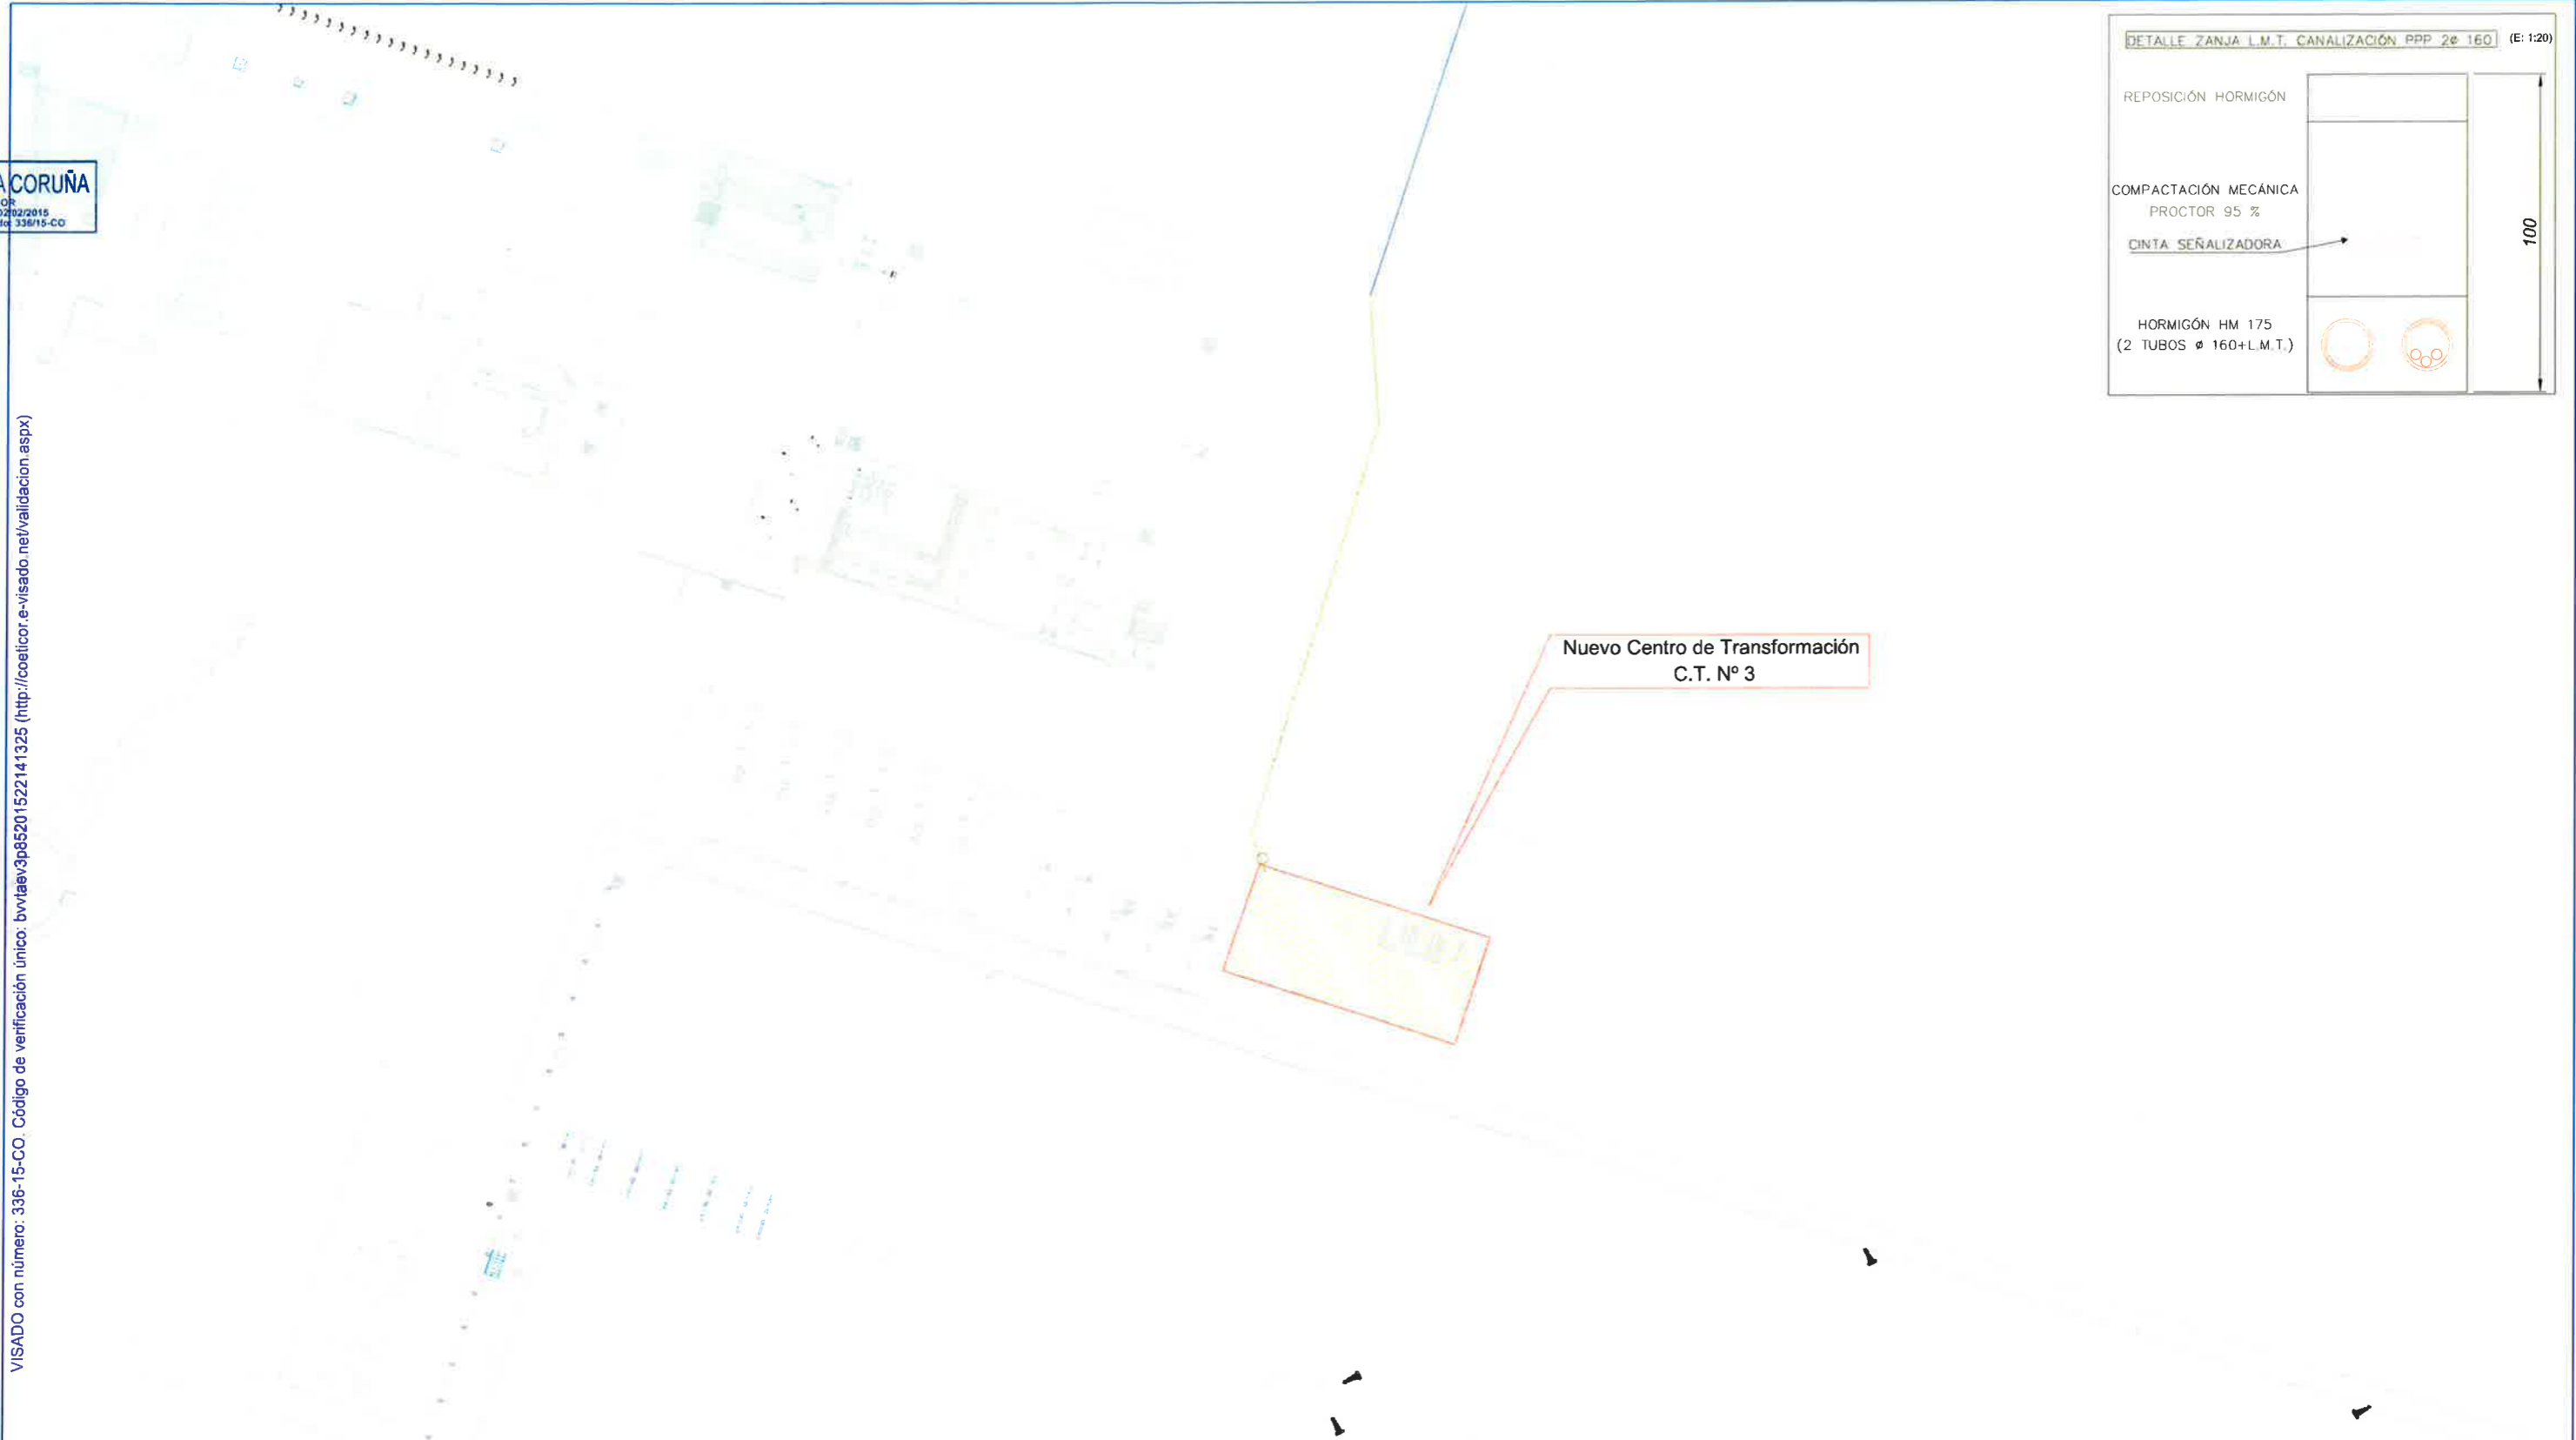 DETALLE ZANJA L.M.T. CANALIZACIÓN PPP 2ø 160 (E: 1:20)
REPOSICIÓN HORMIGÓN
COMPACTACIÓN MECÁNICA
PROCTOR 95 %
CINTA SEÑALIZADORA
HORMIGÓN HM 175
(2 TUBOS ø 160+L.M.T.)
100
A CORUÑA
02/02/2015
336/15-CO
VISADO con número: 336-15-CO. Código de verificación único: bvvtaev3p85201522141325 (http://coeticor.e-visado.net/validacion.aspx)
Nuevo Centro de Transformación
C.T. Nº 3